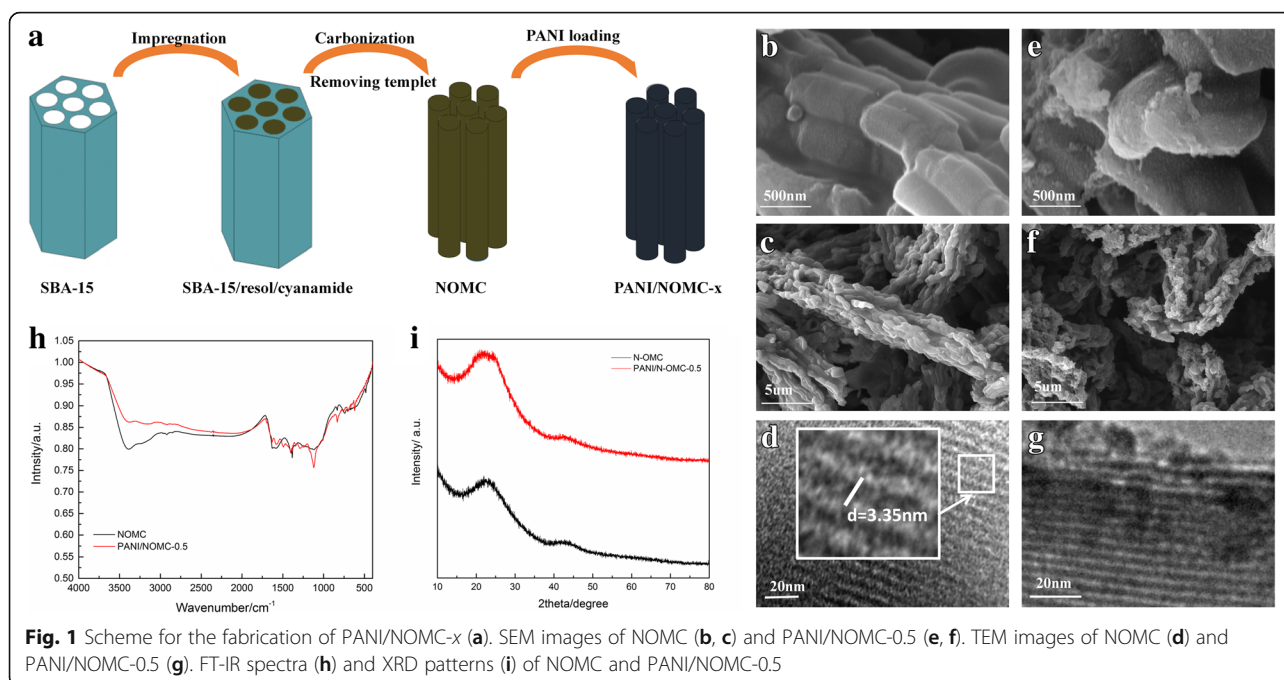 a
Impregnation
Carbonization
PANI loading
Removing templet
SBA-15
SBA-15/resol/cyanamide
NOMC
PANI/NOMC-x
b
500nm
e
500nm
c
5um
f
5um
d
d=3.35nm
20nm
g
20nm
h
1.05
1.00
0.95
0.90
0.85
0.80
0.75
0.70
0.65
0.60
0.55
0.50
Intnsity/a.u.
NOMC
PANI/NOMC-0.5
4000 3500 3000 2500 2000 1500 1000 500
Wavenumber/cm⁻¹
i
Intensity/ a.u.
N-OMC
PANI/N-OMC-0.5
10 20 30 40 50 60 70 80
2theta/degree
Fig. 1 Scheme for the fabrication of PANI/NOMC-x (a). SEM images of NOMC (b, c) and PANI/NOMC-0.5 (e, f). TEM images of NOMC (d) and
PANI/NOMC-0.5 (g). FT-IR spectra (h) and XRD patterns (i) of NOMC and PANI/NOMC-0.5